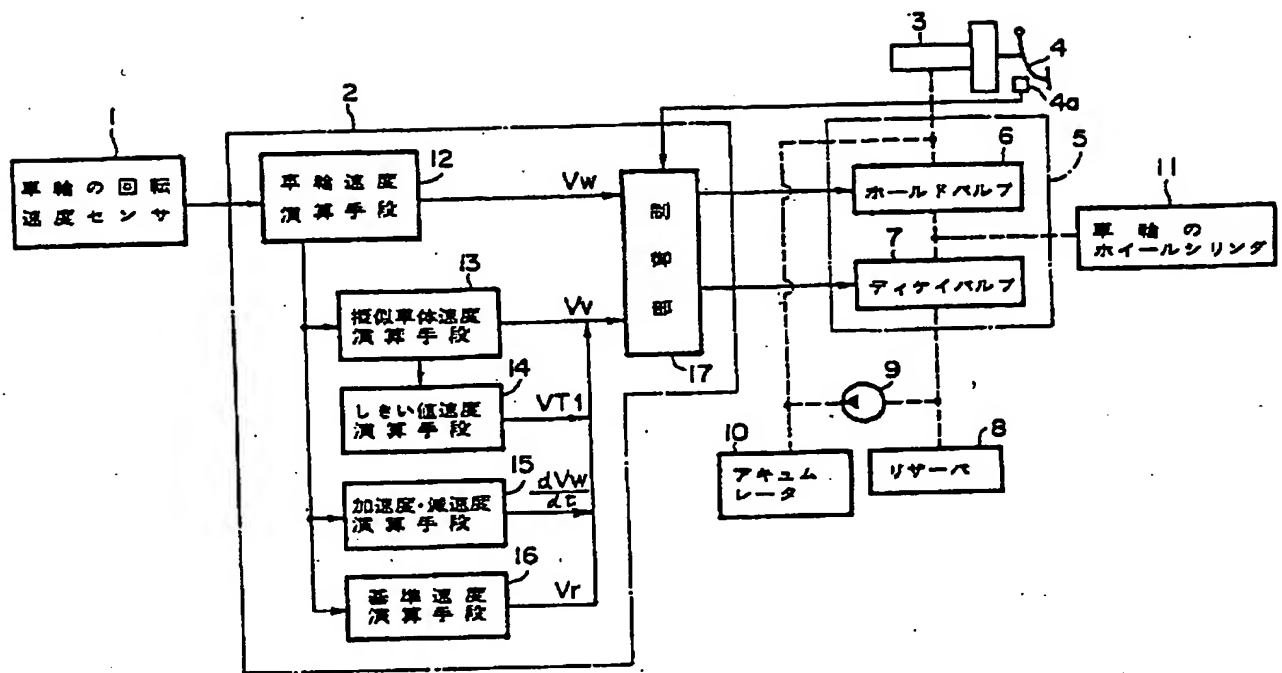 3
4
4a
1
2
5
6
車輪の回転
速度センサ
12
車輪速度
演算手段
Vw
制御部
17
ホールドバルブ
11
車輪の
ホイールシリンダ
7
ディケイバルブ
13
擬似車体速度
演算手段
Vv
14
しきい値速度
演算手段
VT1
9
10
アキュム
レータ
8
リザーバ
15
加速度・減速度
演算手段
dVw
dt
16
基準速度
演算手段
Vr